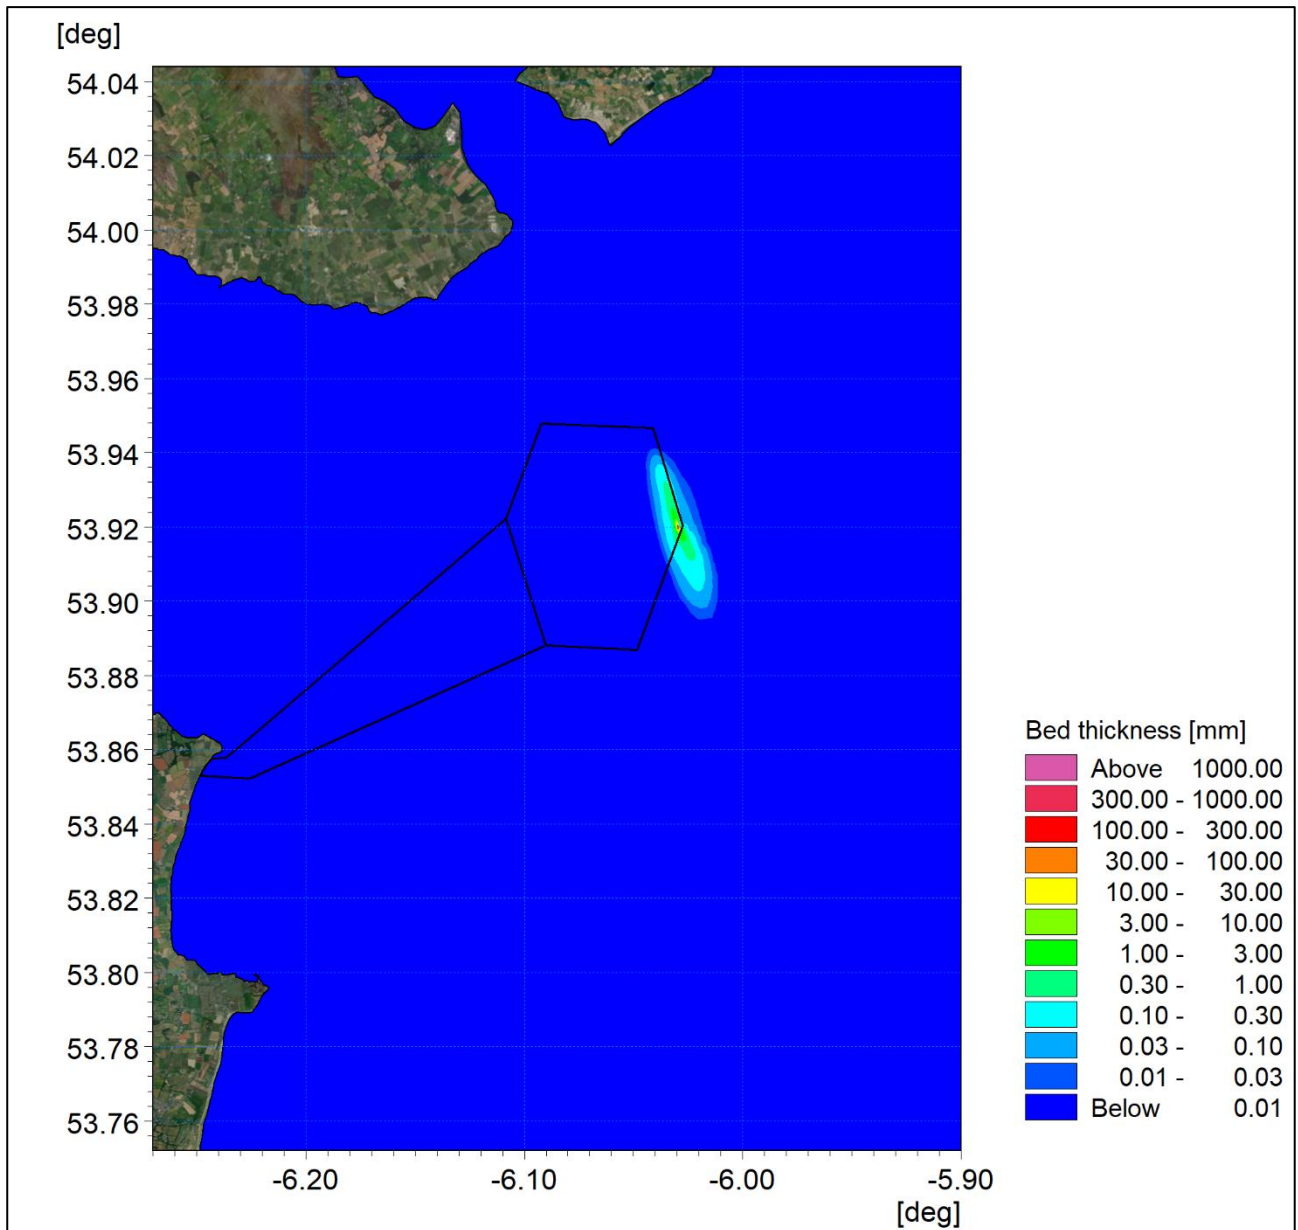 [deg]
54.04
54.02
54.00
53.98
53.96
53.94
53.92
53.90
53.88
53.86
53.84
53.82
53.80
53.78
53.76
-6.20 -6.10 -6.00 -5.90
[deg]
Bed thickness [mm]
Above 1000.00
300.00 - 1000.00
100.00 - 300.00
30.00 - 100.00
10.00 - 30.00
3.00 - 10.00
1.00 - 3.00
0.30 - 1.00
0.10 - 0.30
0.03 - 0.10
0.01 - 0.03
Below 0.01